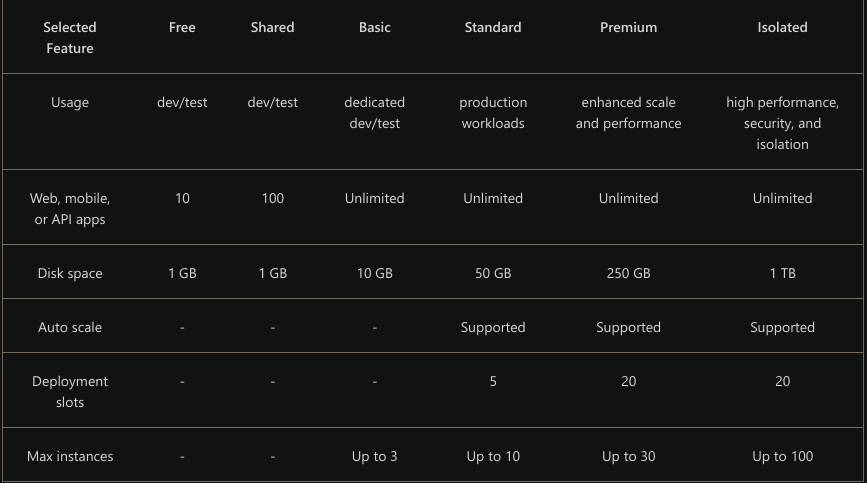 Selected Feature Free Shared Basic Standard Premium Isolated
Usage dev/test dev/test dedicated dev/test production workloads enhanced scale and performance high performance, security, and isolation
Web, mobile, or API apps 10 100 Unlimited Unlimited Unlimited Unlimited
Disk space 1 GB 1 GB 10 GB 50 GB 250 GB 1 TB
Auto scale - - - Supported Supported Supported
Deployment slots - - - 5 20 20
Max instances - - Up to 3 Up to 10 Up to 30 Up to 100